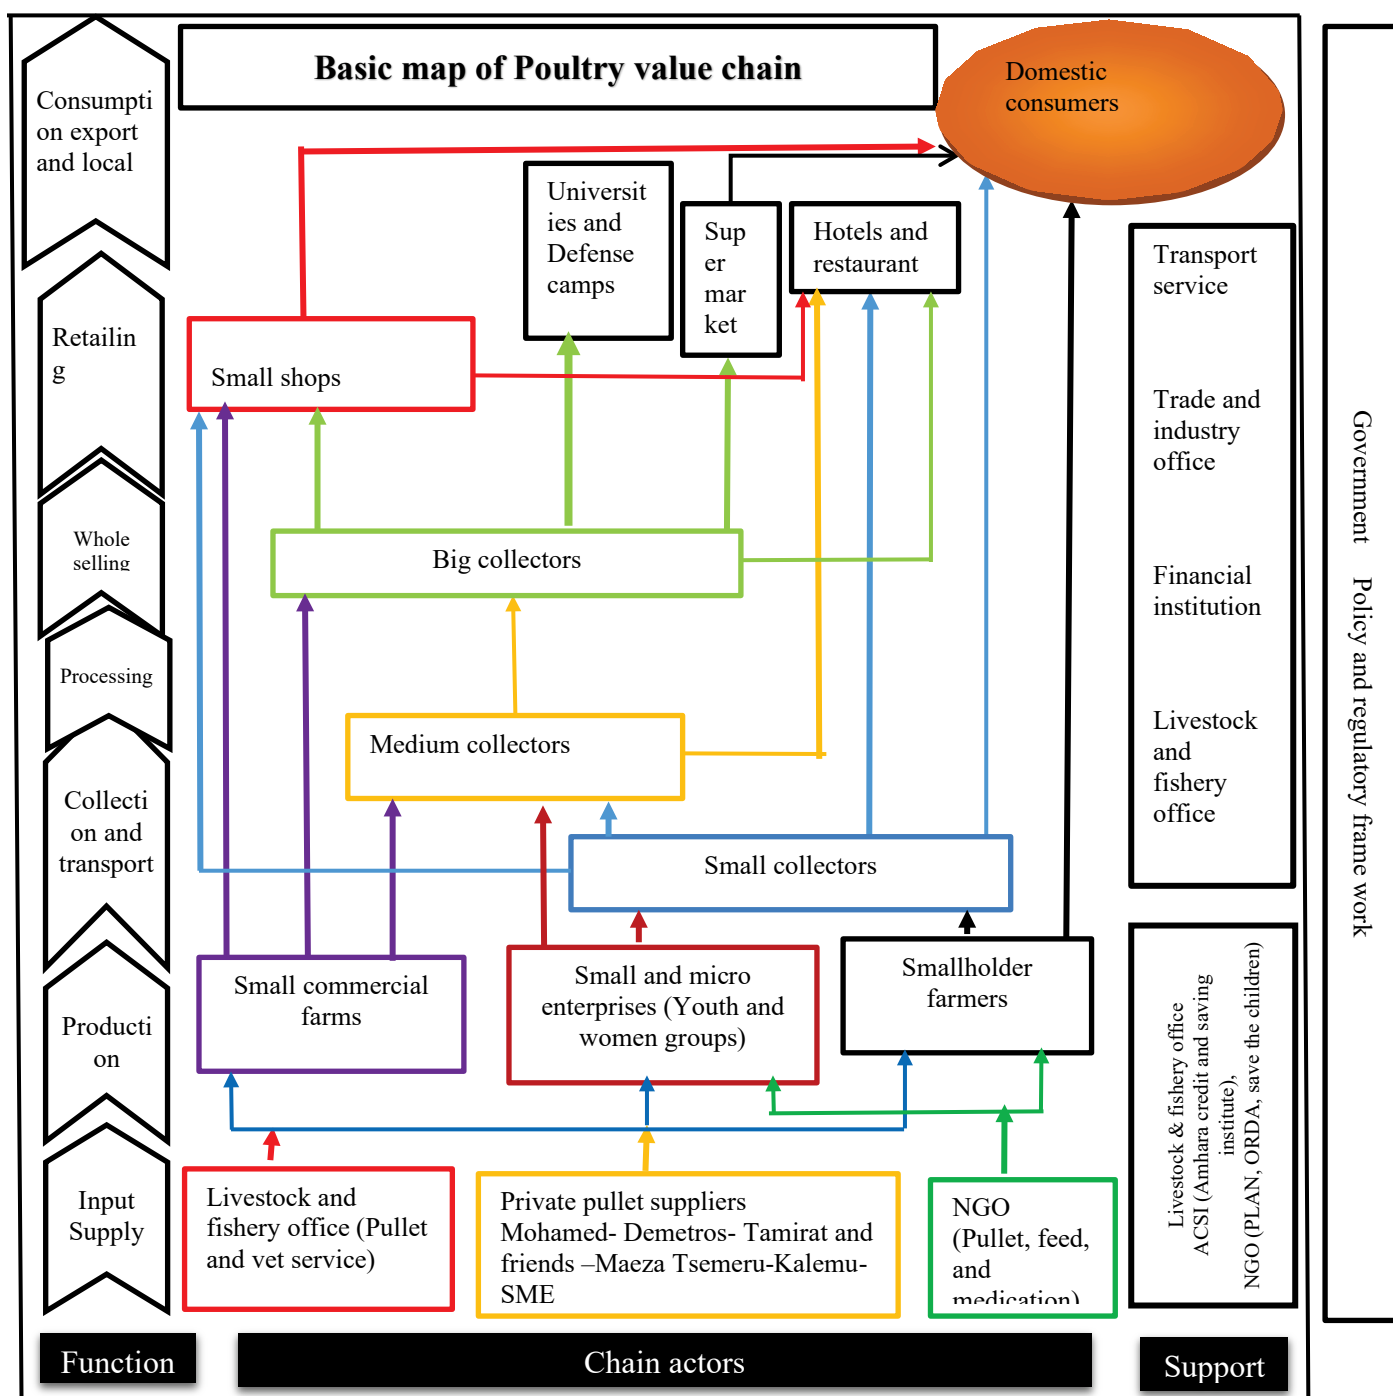 Basic map of Poultry value chain
Domestic
consumers
Consumpti
on export
and local
Universit
ies and
Defense
camps
Sup
er
mar
ket
Hotels and
restaurant
Transport
service
Retailin
g
Small shops
Trade and
industry
office
Whole
selling
Big collectors
Financial
institution
Processing
Medium collectors
Livestock
and
fishery
office
Collecti
on and
transport
Small collectors
Government Policy and regulatory frame work
Producti
on
Small commercial
farms
Small and micro
enterprises (Youth and
women groups)
Smallholder
farmers
Livestock & fishery office
ACSI (Amhara credit and saving
institute),
NGO (PLAN, ORDA, save the children)
Input
Supply
Livestock and
fishery office (Pullet
and vet service)
Private pullet suppliers
Mohamed- Demetros- Tamirat and
friends –Maeza Tsemeru-Kalemu-
SME
NGO
(Pullet, feed,
and
medication)
Function
Chain actors
Support